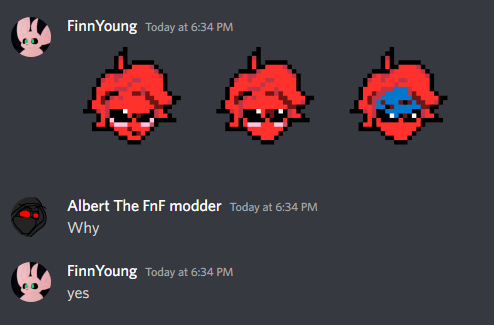 FinnYoung Today at 6:34 PM
Albert The FnF modder Today at 6:34 PM
Why
FinnYoung Today at 6:34 PM
yes